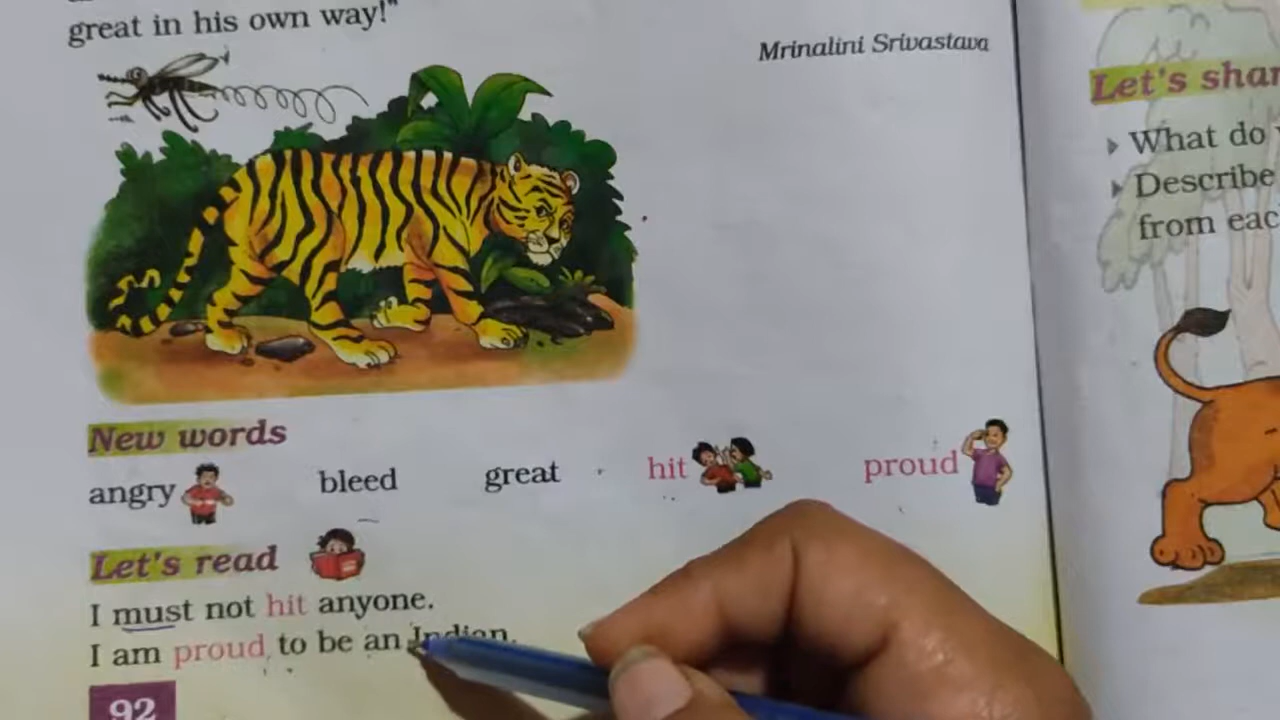 great in his own way!"
Mrinalini Srivastava
New words
angry bleed great hit proud
Let's read
I must not hit anyone.
I am proud to be an Indian.
92
Let's shar
What do
Describe
from eac